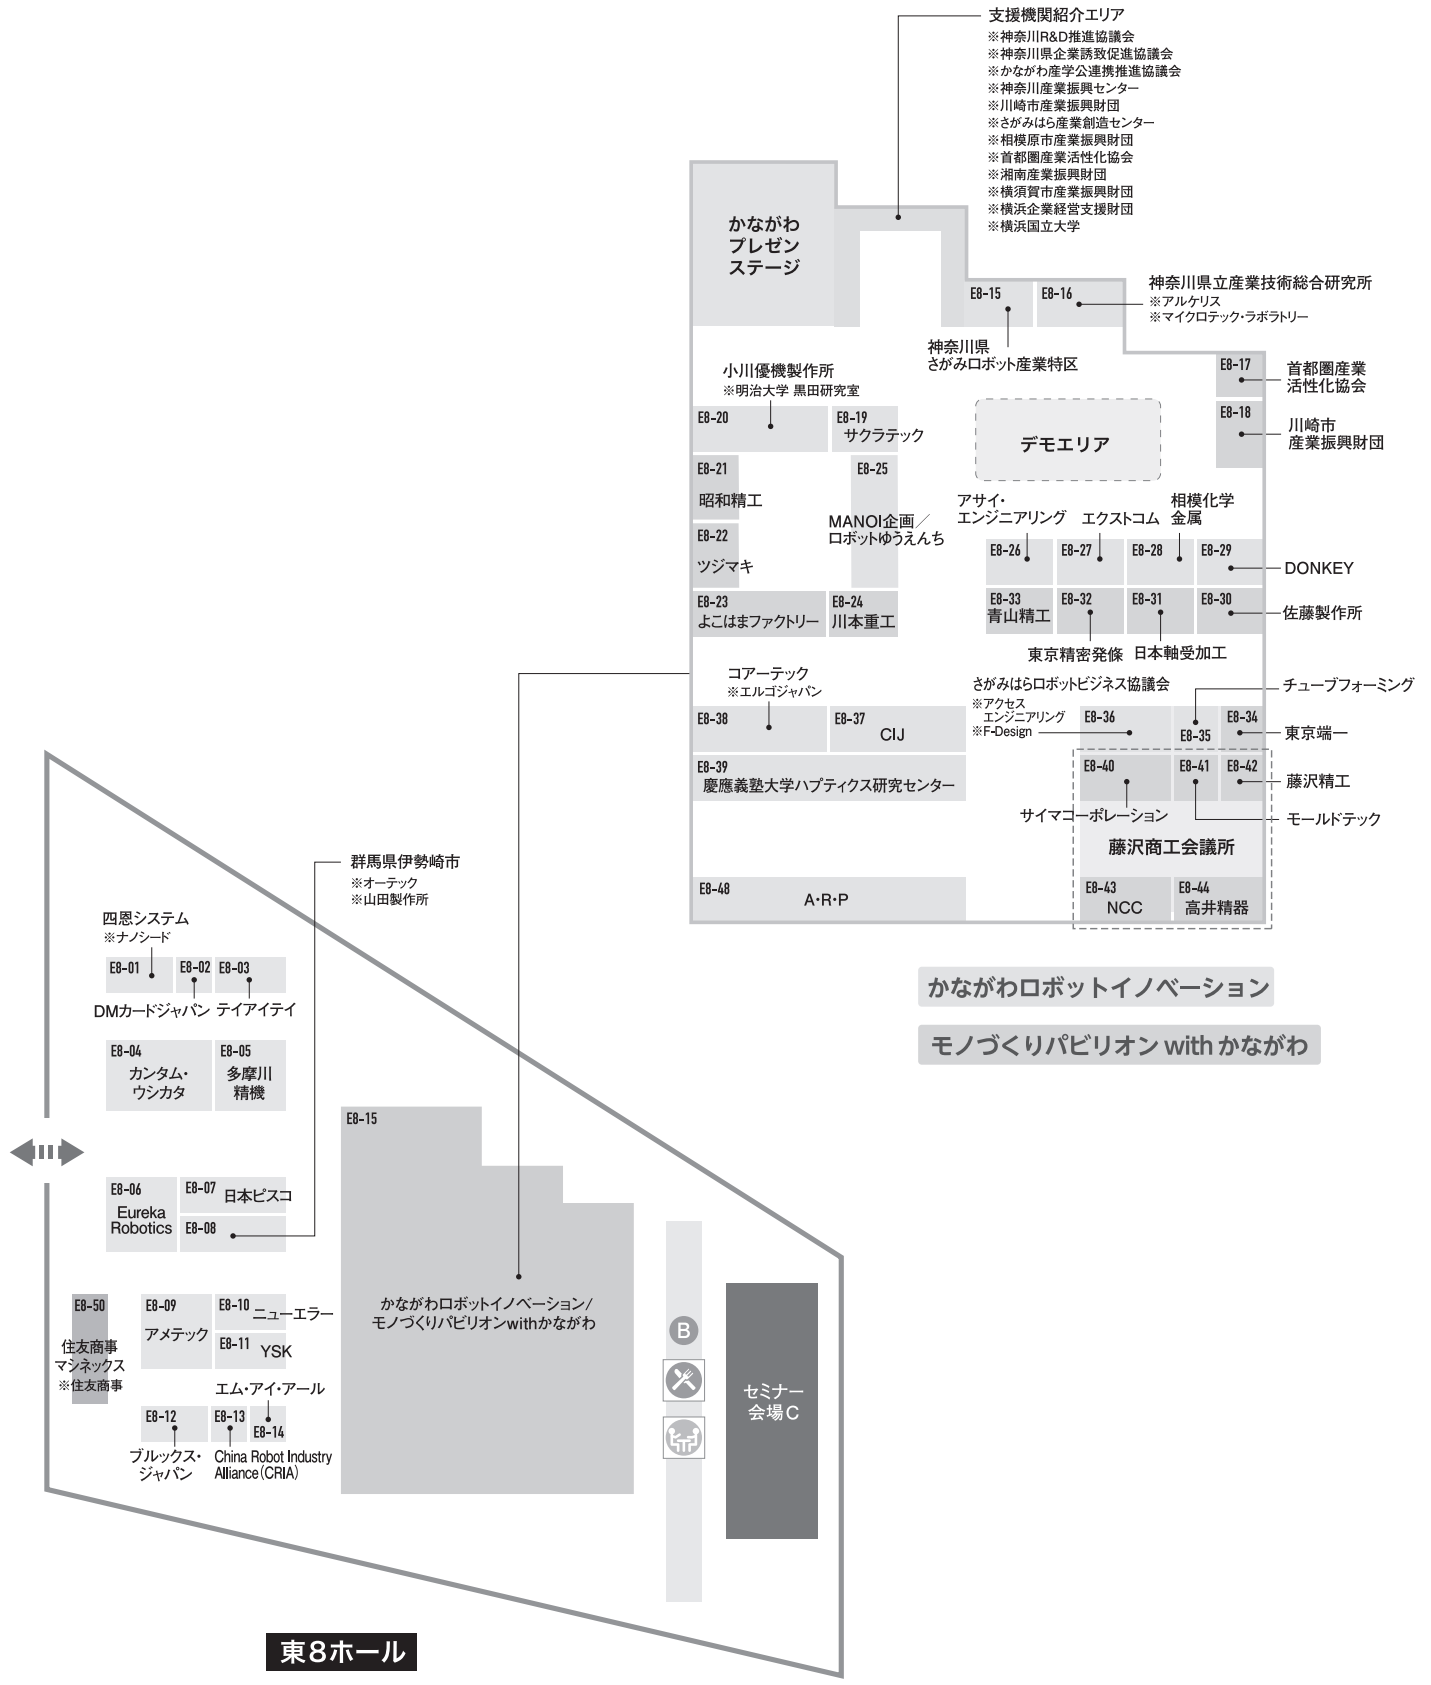 支援機関紹介エリア
※神奈川R&D推進協議会
※神奈川県企業誘致促進協議会
※かながわ産学公連携推進協議会
※神奈川産業振興センター
※川崎市産業振興財団
※さがみはら産業創造センター
※相模原市産業振興財団
※首都圏産業活性化協会
※湘南産業振興財団
※横須賀市産業振興財団
※横浜企業経営支援財団
※横浜国立大学
かながわ
プレゼン
ステージ
E8-15
神奈川県
さがみロボット産業特区
E8-16
神奈川県立産業技術総合研究所
※アルケリス
※マイクロテック・ラボラトリー
E8-17
首都圏産業
活性化協会
E8-18
川崎市
産業振興財団
小川優機製作所
※明治大学 黒田研究室
E8-20
E8-19
サクラテック
デモエリア
E8-21
昭和精工
E8-25
MANOI企画／
ロボットゆうえんち
E8-22
ツジマキ
E8-23
よこはまファクトリー
E8-24
川本重工
アサイ・
エンジニアリング
エクストコム
相模化学
金属
E8-26
E8-27
E8-28
E8-29
DONKEY
E8-33
青山精工
E8-32
E8-31
E8-30
佐藤製作所
東京精密発條
日本軸受加工
コアーテック
※エルゴジャパン
E8-38
E8-37
CIJ
E8-39
慶應義塾大学ハプティクス研究センター
さがみはらロボットビジネス協議会
※アクセス
エンジニアリング
※F-Design
チューブフォーミング
E8-36
E8-35
E8-34
東京端一
E8-40
E8-41
E8-42
藤沢精工
サイマコーポレーション
モールドテック
藤沢商工会議所
E8-43
NCC
E8-44
高井精器
E8-48
A・R・P
かながわロボットイノベーション
モノづくりパビリオン with かながわ
群馬県伊勢崎市
※オーテック
※山田製作所
四恩システム
※ナノシード
E8-01
E8-02
E8-03
DMカードジャパン
テイアイテイ
E8-04
カンタム・
ウシカタ
E8-05
多摩川
精機
E8-06
Eureka
Robotics
E8-07
日本ピスコ
E8-08
E8-50
住友商事
マシネックス
※住友商事
E8-09
アメテック
E8-10
ニューエラー
E8-11
YSK
エム・アイ・アール
E8-12
E8-13
E8-14
ブルックス・
ジャパン
China Robot Industry
Alliance（CRIA）
E8-15
かながわロボットイノベーション/
モノづくりパビリオンwithかながわ
B
セミナー
会場C
東8ホール